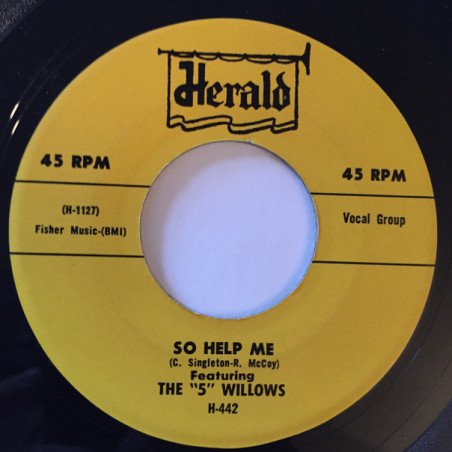 Herald
45 RPM
45 RPM
(H-1127)
Fisher Music-(BMI)
Vocal Group
SO HELP ME
(C. Singleton-R. McCoy)
Featuring
THE "5" WILLOWS
H-442